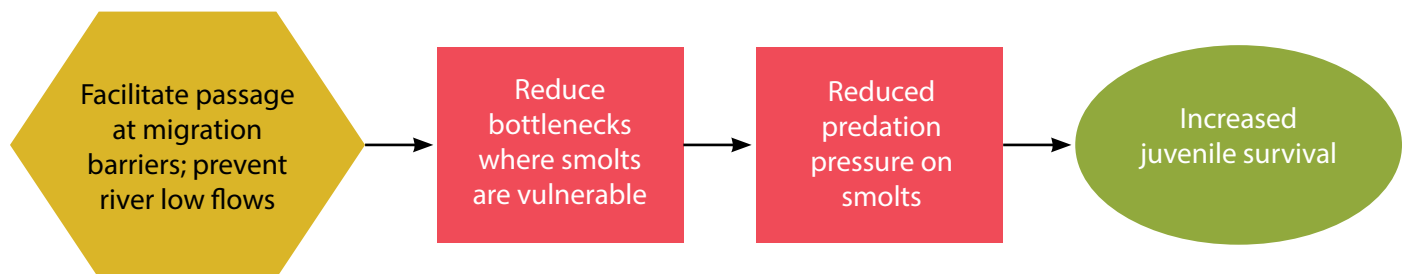 Facilitate passage
at migration
barriers; prevent
river low flows
Reduce
bottlenecks
where smolts
are vulnerable
Reduced
predation
pressure on
smolts
Increased
juvenile survival